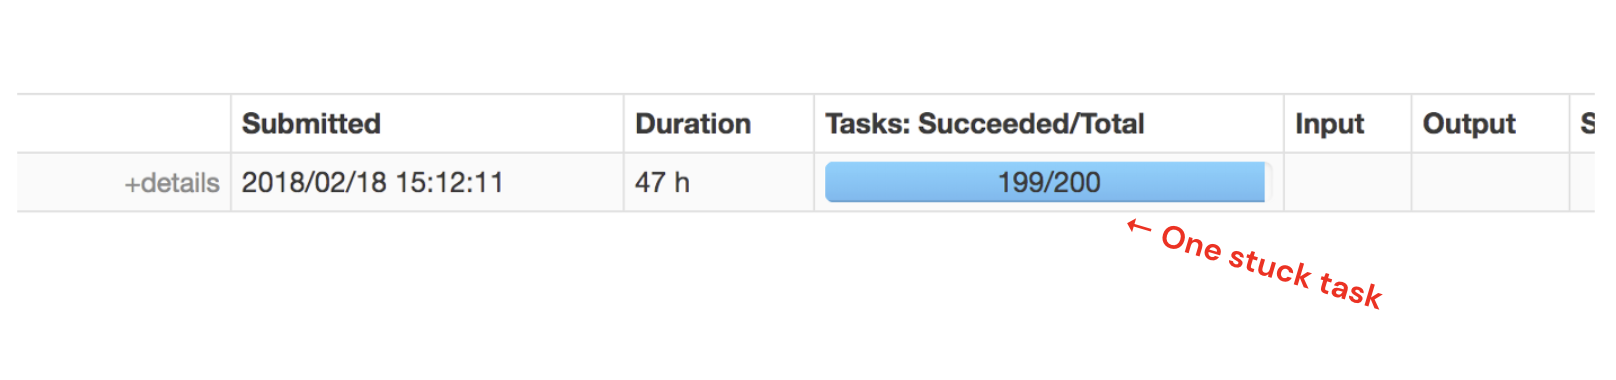 Submitted Duration Tasks: Succeeded/Total Input Output S
+details 2018/02/18 15:12:11 47 h 199/200
← One stuck task